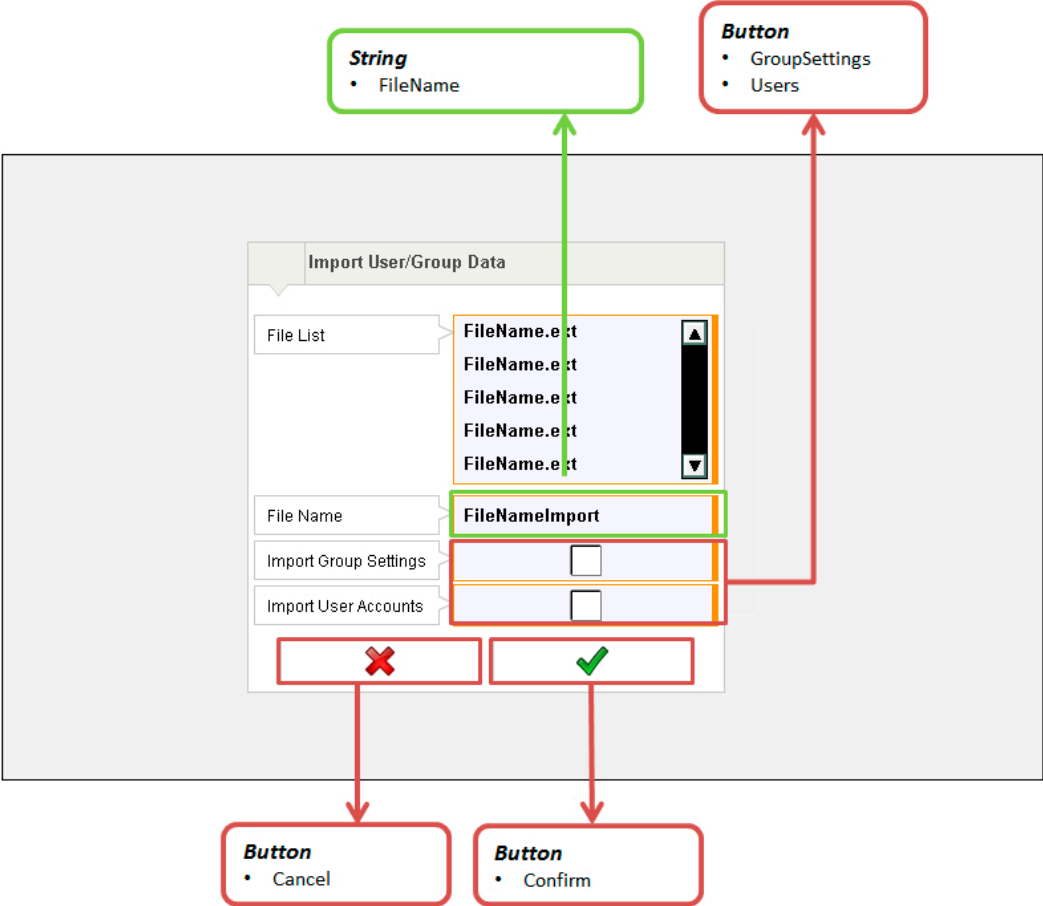 String
• FileName
Button
• GroupSettings
• Users
Import User/Group Data
File List
FileName.ext
FileName.ext
FileName.ext
FileName.ext
FileName.ext
File Name
FileNameImport
Import Group Settings
Import User Accounts
Button
• Cancel
Button
• Confirm